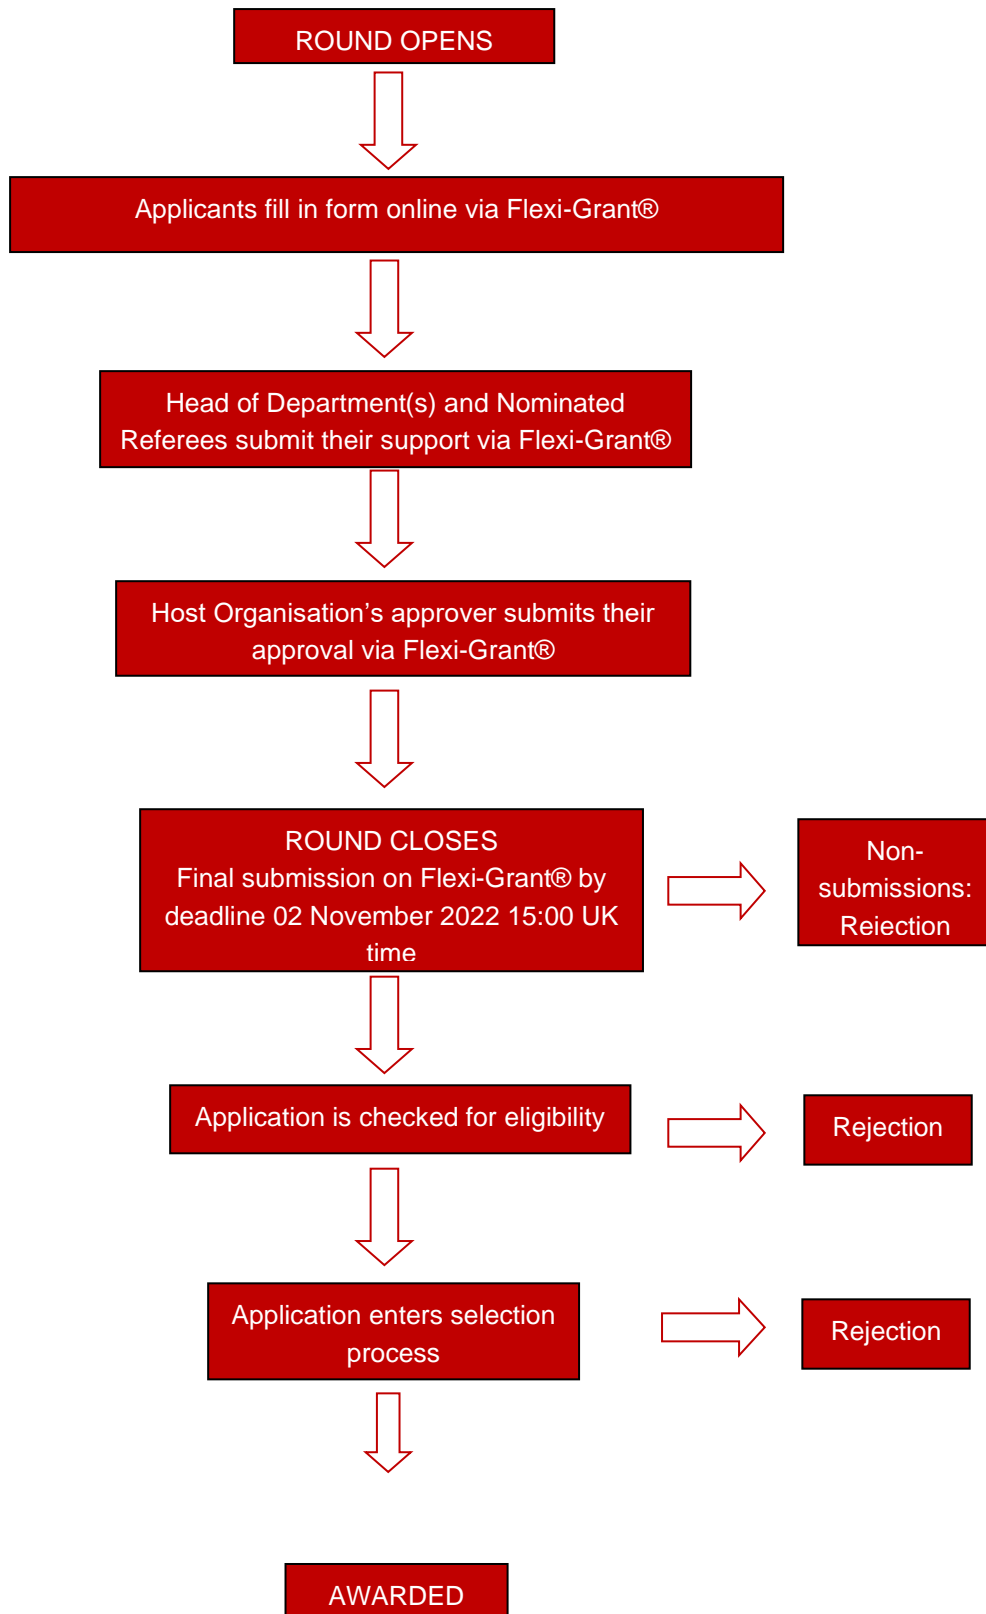 ROUND OPENS
Applicants fill in form online via Flexi-Grant®
Head of Department(s) and Nominated
Referees submit their support via Flexi-Grant®
Host Organisation’s approver submits their
approval via Flexi-Grant®
ROUND CLOSES
Final submission on Flexi-Grant® by
deadline 02 November 2022 15:00 UK
time
Non-
submissions:
Rejection
Application is checked for eligibility
Rejection
Application enters selection
process
Rejection
AWARDED